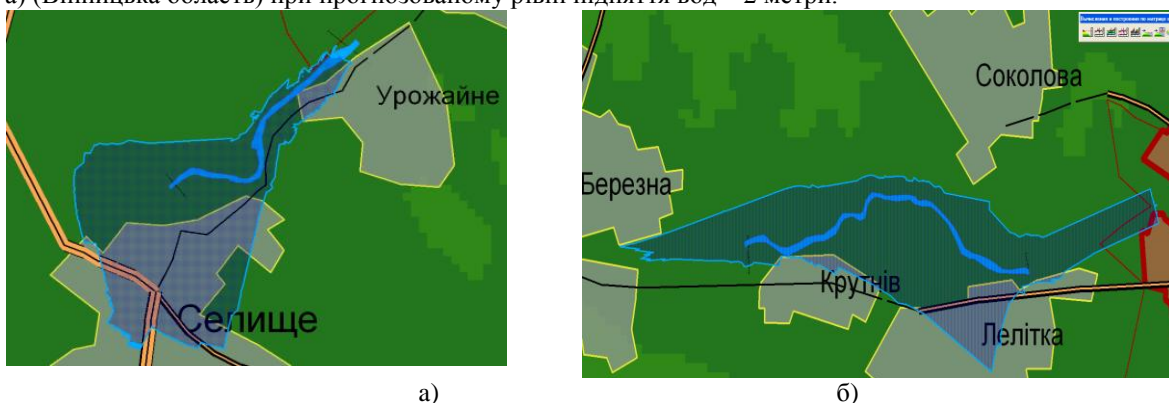 а) (Вінницька область) при прогнозованому рівні підняття вод – 2 метри.
Урожайне
Селище
Соколова
Березна
Крутнів
Лелітка
а)
б)